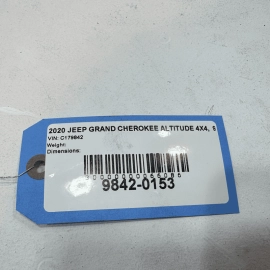 2020 JEEP GRAND CHEROKEE ALTITUDE 4X4,
VIN: C179842
Weight:
Dimensions:
9842-0153